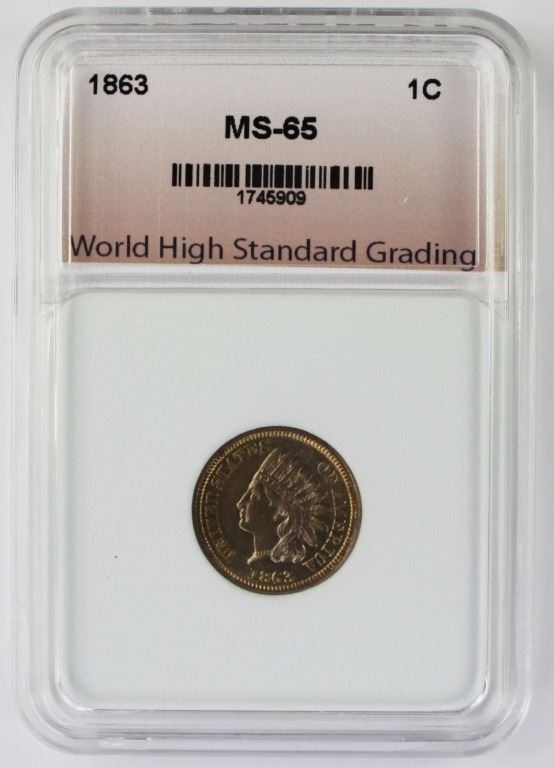 1863 1C
MS-65
1745909
World High Standard Grading
UNITED STATES OF AMERICA
1863